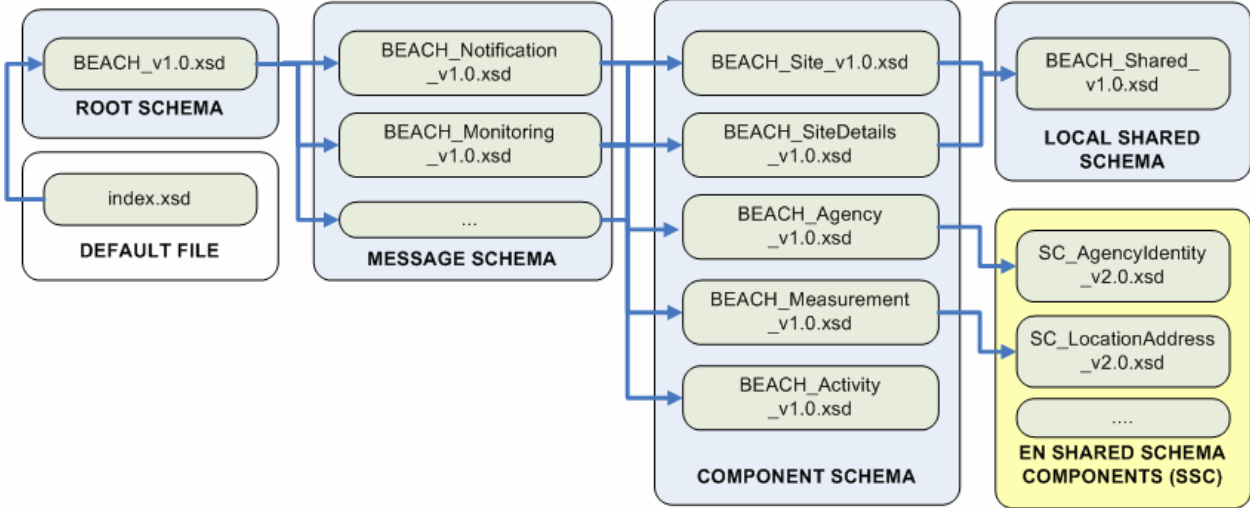 BEACH_v1.0.xsd
ROOT SCHEMA
index.xsd
DEFAULT FILE
BEACH_Notification
_v1.0.xsd
BEACH_Monitoring
_v1.0.xsd
...
MESSAGE SCHEMA
BEACH_Site_v1.0.xsd
BEACH_SiteDetails
_v1.0.xsd
BEACH_Agency
_v1.0.xsd
BEACH_Measurement
_v1.0.xsd
BEACH_Activity
_v1.0.xsd
COMPONENT SCHEMA
BEACH_Shared_
v1.0.xsd
LOCAL SHARED
SCHEMA
SC_AgencyIdentity
_v2.0.xsd
SC_LocationAddress
_v2.0.xsd
....
EN SHARED SCHEMA
COMPONENTS (SSC)